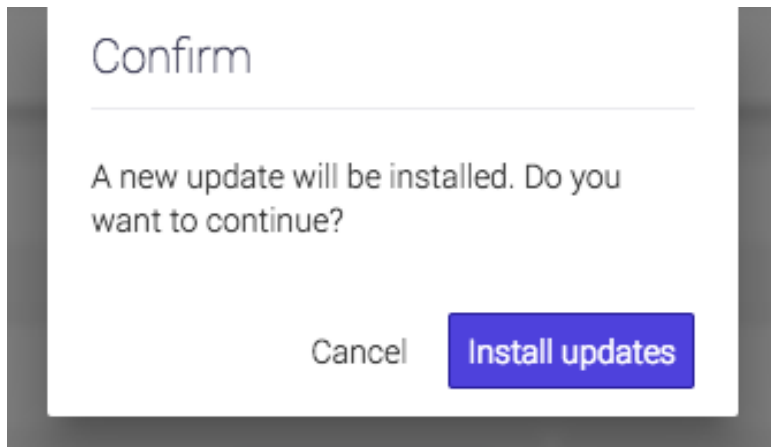 Confirm
A new update will be installed. Do you
want to continue?
Cancel Install updates